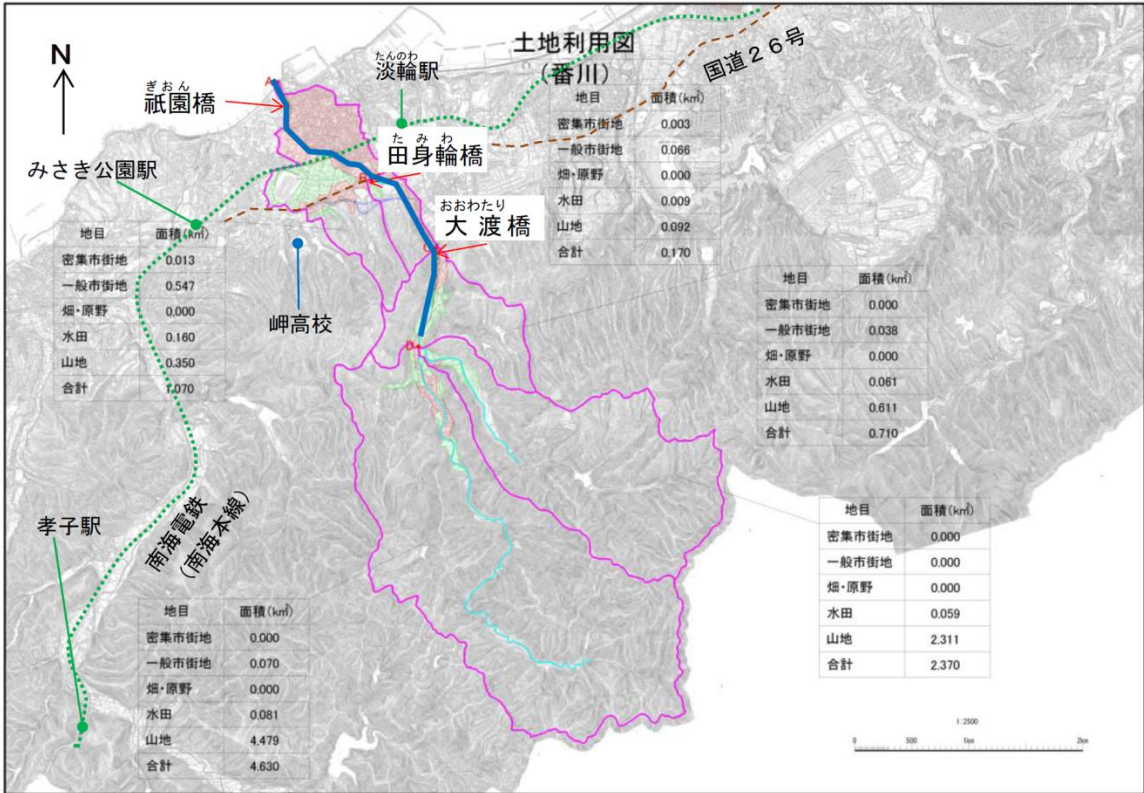 N
土地利用図
(番川)
国道26号
たんのわ
淡輪駅
ぎおん
祇園橋
たみわ
田身輪橋
みさき公園駅
おおわたり
大渡橋
岬高校
A
地目 面積(k㎡)
密集市街地 0.003
一般市街地 0.066
畑・原野 0.000
水田 0.009
山地 0.092
合計 0.170
地目 面積(k㎡)
密集市街地 0.013
一般市街地 0.547
畑・原野 0.000
水田 0.160
山地 0.350
合計 1.070
地目 面積(k㎡)
密集市街地 0.000
一般市街地 0.038
畑・原野 0.000
水田 0.061
山地 0.611
合計 0.710
孝子駅
南海電鉄
(南海本線)
地目 面積(k㎡)
密集市街地 0.000
一般市街地 0.000
畑・原野 0.000
水田 0.059
山地 2.311
合計 2.370
地目 面積(k㎡)
密集市街地 0.000
一般市街地 0.070
畑・原野 0.000
水田 0.081
山地 4.479
合計 4.630
1:2500
0 500 1km 2km